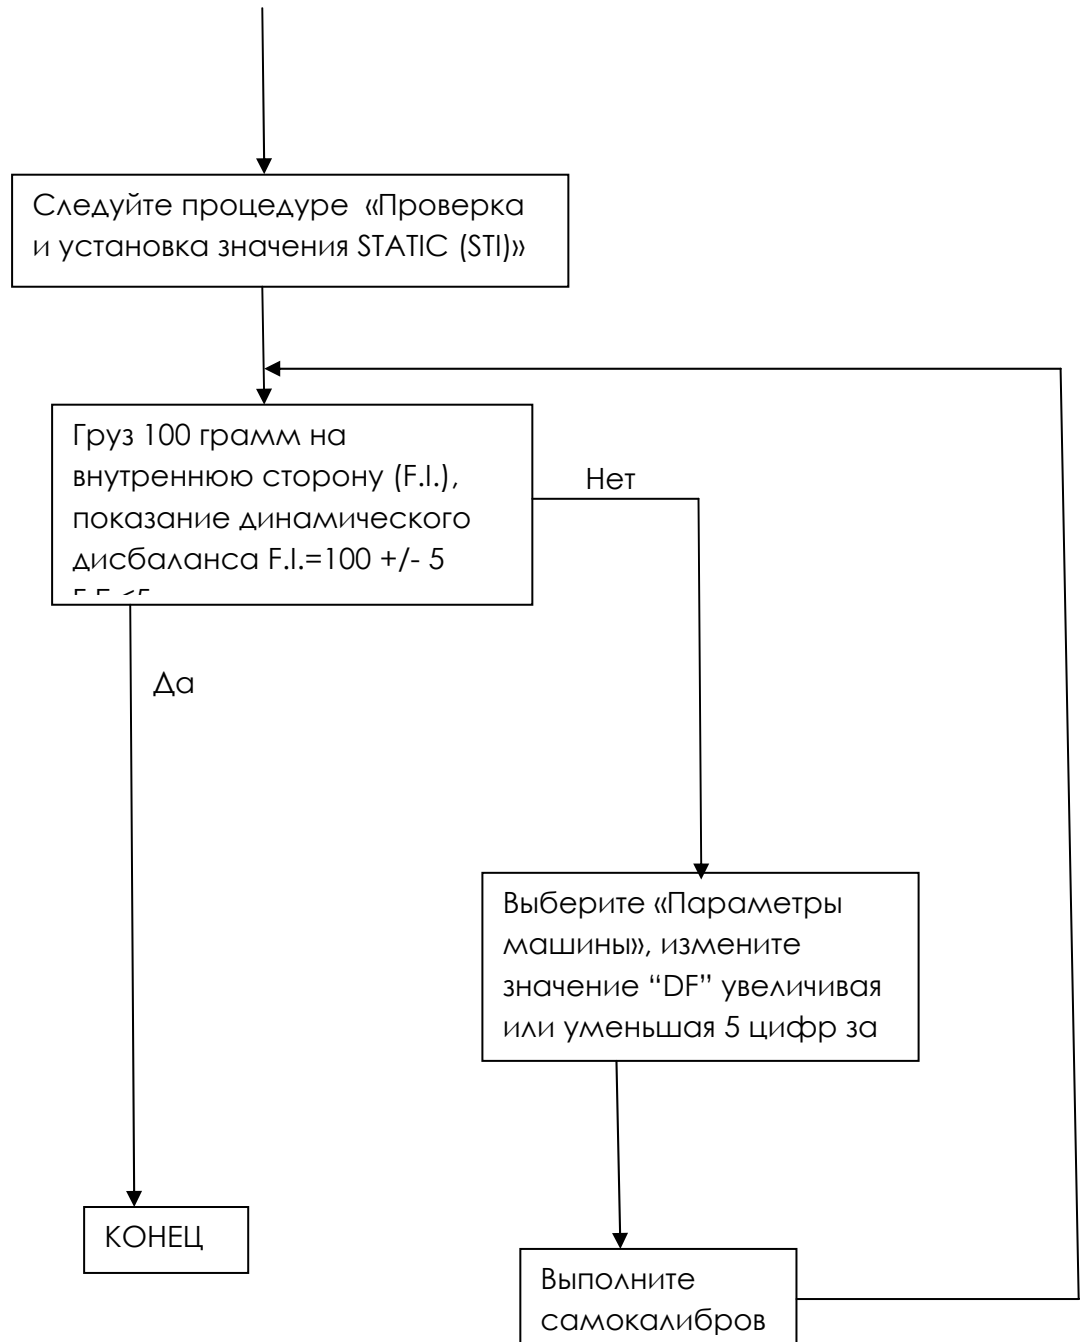 Следуйте процедуре «Проверка
и установка значения STATIC (STI)»
Груз 100 грамм на
внутреннюю сторону (F.I.),
показание динамического
дисбаланса F.I.=100 +/- 5
Нет
Да
Выберите «Параметры
машины», измените
значение “DF” увеличивая
или уменьшая 5 цифр за
КОНЕЦ
Выполните
самокалибров